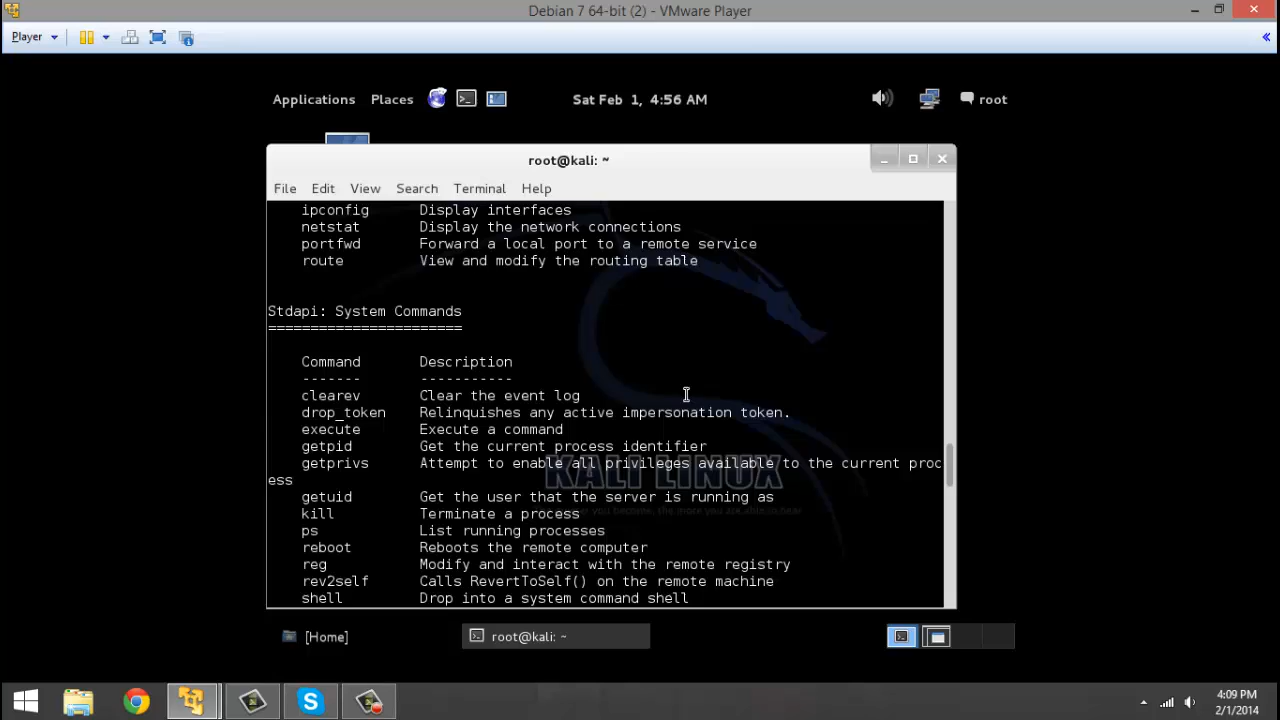 Debian 7 64-bit (2) - VMware Player
Player
Applications Places Sat Feb 1, 4:56 AM root
root@kali: ~
File Edit View Search Terminal Help
ipconfig Display interfaces
netstat Display the network connections
portfwd Forward a local port to a remote service
route View and modify the routing table
Stdapi: System Commands
=======================
Command Description
------- -----------
clearev Clear the event log
drop_token Relinquishes any active impersonation token.
execute Execute a command
getpid Get the current process identifier
getprivs Attempt to enable all privileges available to the current proc
ess
KALI LINUX
getuid Get the user that the server is running as
kill Terminate a process
ps List running processes
reboot Reboots the remote computer
reg Modify and interact with the remote registry
rev2self Calls RevertToSelf() on the remote machine
shell Drop into a system command shell
[Home] root@kali: ~
4:09 PM
2/1/2014